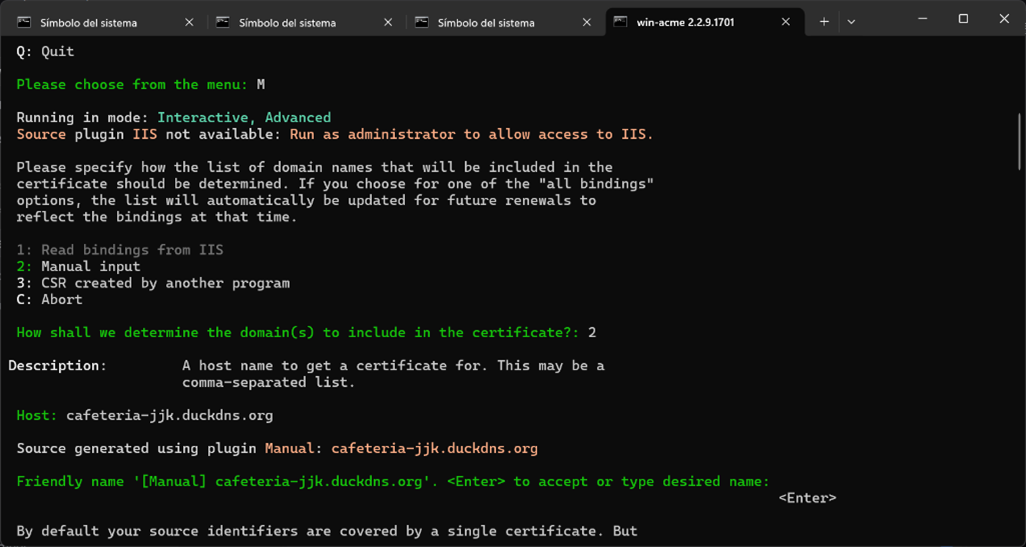 Símbolo del sistema
Símbolo del sistema
Símbolo del sistema
win-acme 2.2.9.1701
Q: Quit
Please choose from the menu: M
Running in mode: Interactive, Advanced
Source plugin IIS not available: Run as administrator to allow access to IIS.
Please specify how the list of domain names that will be included in the
certificate should be determined. If you choose for one of the "all bindings"
options, the list will automatically be updated for future renewals to
reflect the bindings at that time.
1: Read bindings from IIS
2: Manual input
3: CSR created by another program
C: Abort
How shall we determine the domain(s) to include in the certificate?: 2
Description: A host name to get a certificate for. This may be a
comma-separated list.
Host: cafeteria-jjk.duckdns.org
Source generated using plugin Manual: cafeteria-jjk.duckdns.org
Friendly name '[Manual] cafeteria-jjk.duckdns.org'. <Enter> to accept or type desired name:
<Enter>
By default your source identifiers are covered by a single certificate. But